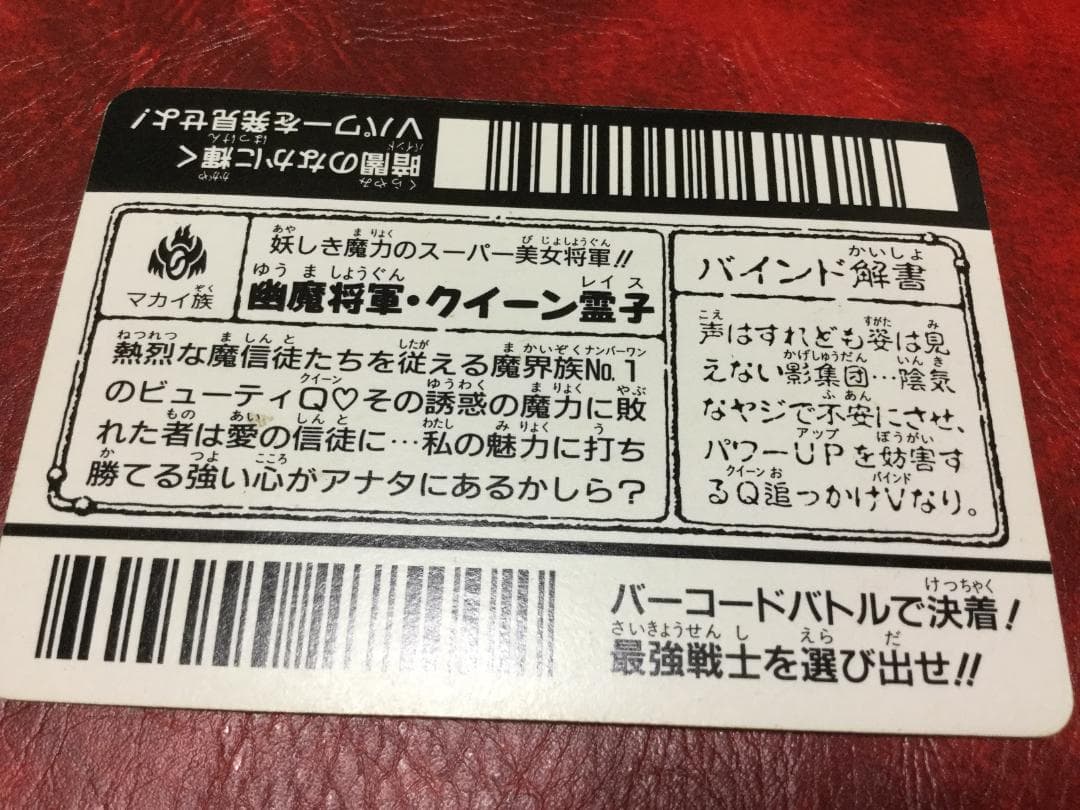 暗闇のなかに輝く
Vパワーを発見せよ!
マカイ族
妖しき魔力のスーパー美女将軍!!
幽魔将軍・クイーン霊子
熱烈な魔信徒たちを従える魔界族No.1
のビューティQ♡その誘惑の魔力に敗
れた者は愛の信徒に…私の魅力に打ち
勝てる強い心がアナタにあるかしら?
バインド解書
声はすれども姿は見
えない影集団…陰気
なヤジで不安にさせ、
パワーUPを妨害す
るQ追っかけVなり。
バーコードバトルで決着!
最強戦士を選び出せ!!